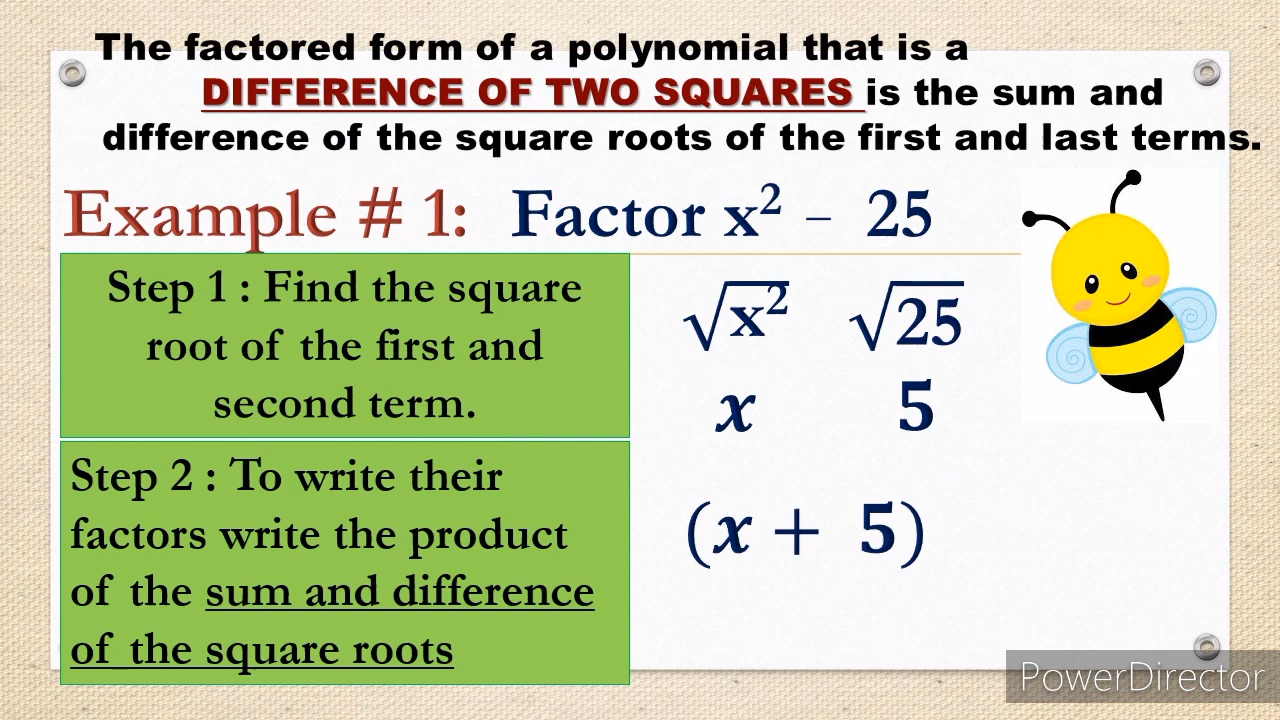 The factored form of a polynomial that is a
DIFFERENCE OF TWO SQUARES is the sum and
difference of the square roots of the first and last terms.
Example # 1: Factor x² – 25
Step 1 : Find the square
root of the first and
second term.
√x² √25
x 5
Step 2 : To write their
factors write the product
of the sum and difference
of the square roots
(x + 5)
PowerDirector